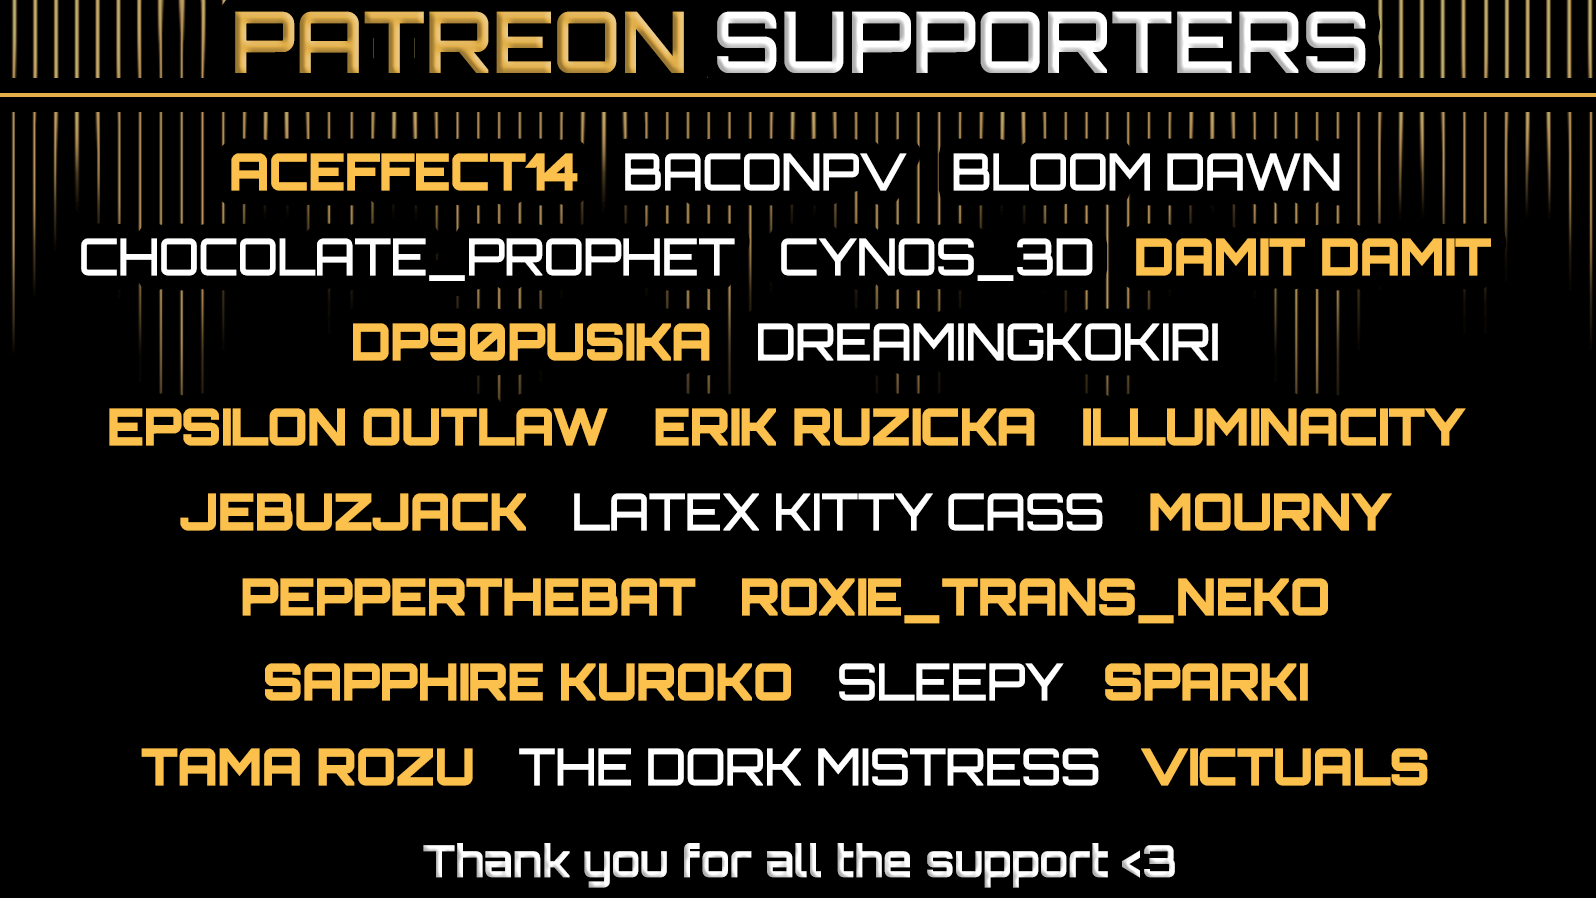 PATREON SUPPORTERS
ACEFFECT14 BACONPV BLOOM DAWN
CHOCOLATE_PROPHET CYNOS_3D DAMIT DAMIT
DP90PUSIKA DREAMINGKOKIRI
EPSILON OUTLAW ERIK RUZICKA ILLUMINACITY
JEBUZJACK LATEX KITTY CASS MOURNY
PEPPERTHEBAT ROXIE_TRANS_NEKO
SAPPHIRE KUROKO SLEEPY SPARKI
TAMA ROZU THE DORK MISTRESS VICTUALS
Thank you for all the support <3